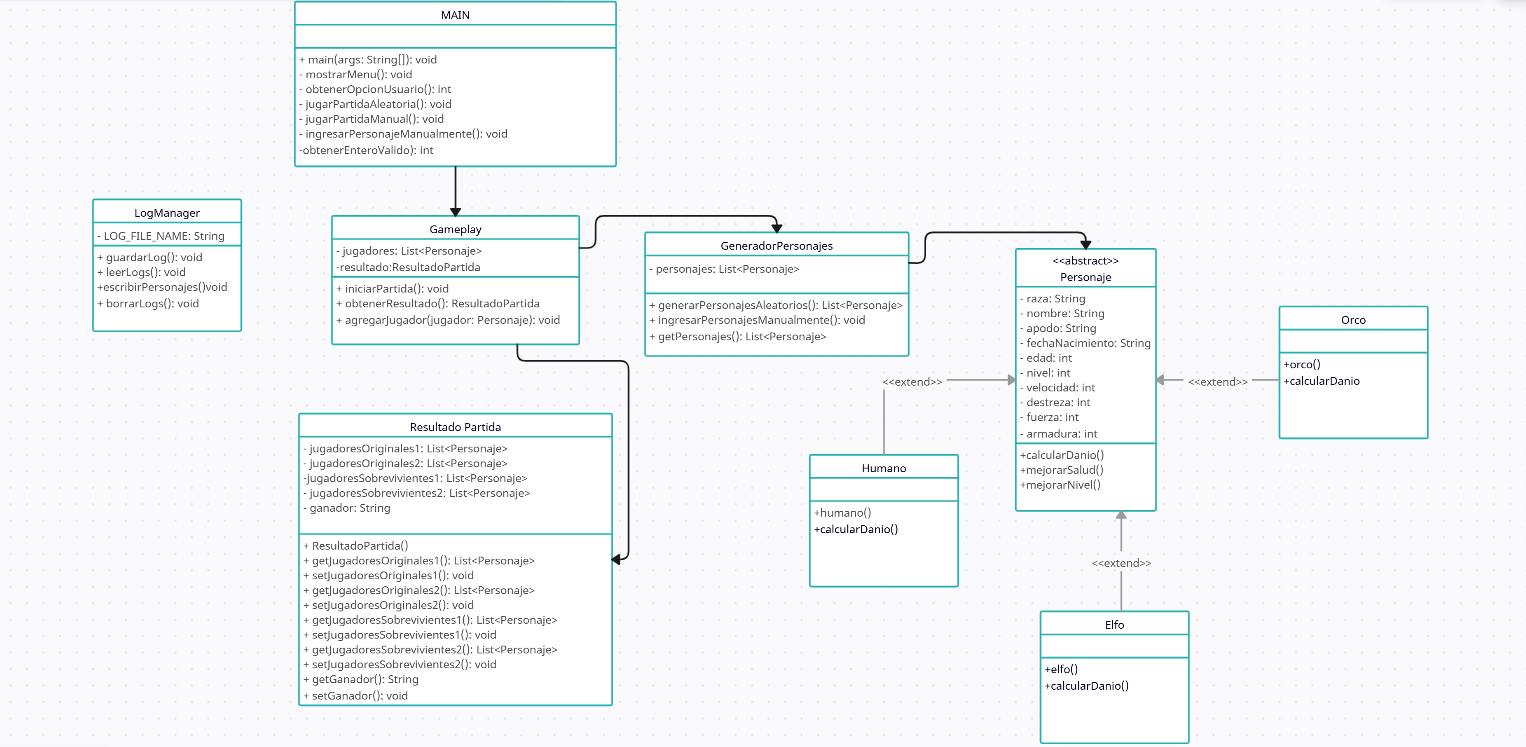 MAIN
+ main(args: String[]): void
- mostrarMenu(): void
- obtenerOpcionUsuario(): int
- jugarPartidaAleatoria(): void
- jugarPartidaManual(): void
- ingresarPersonajeManualmente(): void
-obtenerEnteroValido): int
LogManager
- LOG_FILE_NAME: String
+ guardarLog(): void
+ leerLogs(): void
+escribirPersonajes()void
+ borrarLogs(): void
Gameplay
- jugadores: List<Personaje>
-resultado:ResultadoPartida
+ iniciarPartida(): void
+ obtenerResultado(): ResultadoPartida
+ agregarJugador(jugador: Personaje): void
GeneradorPersonajes
- personajes: List<Personaje>
+ generarPersonajesAleatorios(): List<Personaje>
+ ingresarPersonajesManualmente(): void
+ getPersonajes(): List<Personaje>
<<abstract>>
Personaje
- raza: String
- nombre: String
- apodo: String
- fechaNacimiento: String
- edad: int
- nivel: int
- velocidad: int
- destreza: int
- fuerza: int
- armadura: int
+calcularDanio()
+mejorarSalud()
+mejorarNivel()
Orco
+orco()
+calcularDanio
<<extend>>
<<extend>>
Resultado Partida
- jugadoresOriginales1: List<Personaje>
- jugadoresOriginales2: List<Personaje>
-jugadoresSobrevivientes1: List<Personaje>
- jugadoresSobrevivientes2: List<Personaje>
- ganador: String
+ ResultadoPartida()
+ getJugadoresOriginales1(): List<Personaje>
+ setJugadoresOriginales1(): void
+ getJugadoresOriginales2(): List<Personaje>
+ setJugadoresOriginales2(): void
+ getJugadoresSobrevivientes1(): List<Personaje>
+ setJugadoresSobrevivientes1(): void
+ getJugadoresSobrevivientes2(): List<Personaje>
+ setJugadoresSobrevivientes2(): void
+ getGanador(): String
+ setGanador(): void
Humano
+humano()
+calcularDanio()
<<extend>>
Elfo
+elfo()
+calcularDanio()